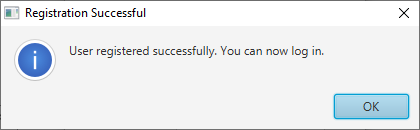 Registration Successful
User registered successfully. You can now log in.
OK